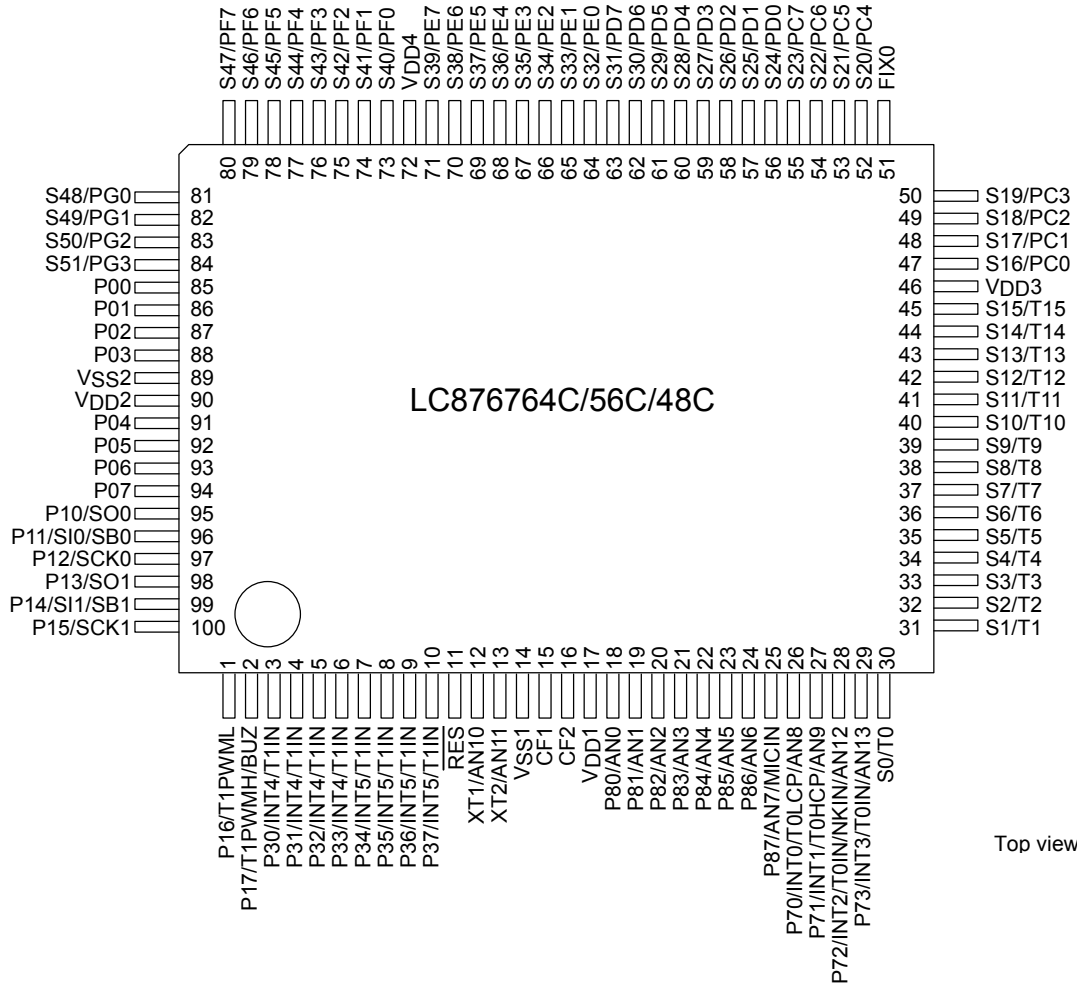 S47/PF7
S46/PF6
S45/PF5
S44/PF4
S43/PF3
S42/PF2
S41/PF1
S40/PF0
VDD4
S39/PE7
S38/PE6
S37/PE5
S36/PE4
S35/PE3
S34/PE2
S33/PE1
S32/PE0
S31/PD7
S30/PD6
S29/PD5
S28/PD4
S27/PD3
S26/PD2
S25/PD1
S24/PD0
S23/PC7
S22/PC6
S21/PC5
S20/PC4
FIX0
80 79 78 77 76 75 74 73 72 71 70 69 68 67 66 65 64 63 62 61 60 59 58 57 56 55 54 53 52 51
S48/PG0 81
S49/PG1 82
S50/PG2 83
S51/PG3 84
P00 85
P01 86
P02 87
P03 88
VSS2 89
VDD2 90
P04 91
P05 92
P06 93
P07 94
P10/SO0 95
P11/SI0/SB0 96
P12/SCK0 97
P13/SO1 98
P14/SI1/SB1 99
P15/SCK1 100
LC876764C/56C/48C
50 S19/PC3
49 S18/PC2
48 S17/PC1
47 S16/PC0
46 VDD3
45 S15/T15
44 S14/T14
43 S13/T13
42 S12/T12
41 S11/T11
40 S10/T10
39 S9/T9
38 S8/T8
37 S7/T7
36 S6/T6
35 S5/T5
34 S4/T4
33 S3/T3
32 S2/T2
31 S1/T1
1 2 3 4 5 6 7 8 9 10 11 12 13 14 15 16 17 18 19 20 21 22 23 24 25 26 27 28 29 30
P16/T1PWML
P17/T1PWMH/BUZ
P30/INT4/T1IN
P31/INT4/T1IN
P32/INT4/T1IN
P33/INT4/T1IN
P34/INT5/T1IN
P35/INT5/T1IN
P36/INT5/T1IN
P37/INT5/T1IN
RES
XT1/AN10
XT2/AN11
VSS1
CF1
CF2
VDD1
P80/AN0
P81/AN1
P82/AN2
P83/AN3
P84/AN4
P85/AN5
P86/AN6
P87/AN7/MICIN
P70/INT0/T0LCP/AN8
P71/INT1/T0HCP/AN9
P72/INT2/T0IN/NKIN/AN12
P73/INT3/T0IN/AN13
S0/T0
Top view